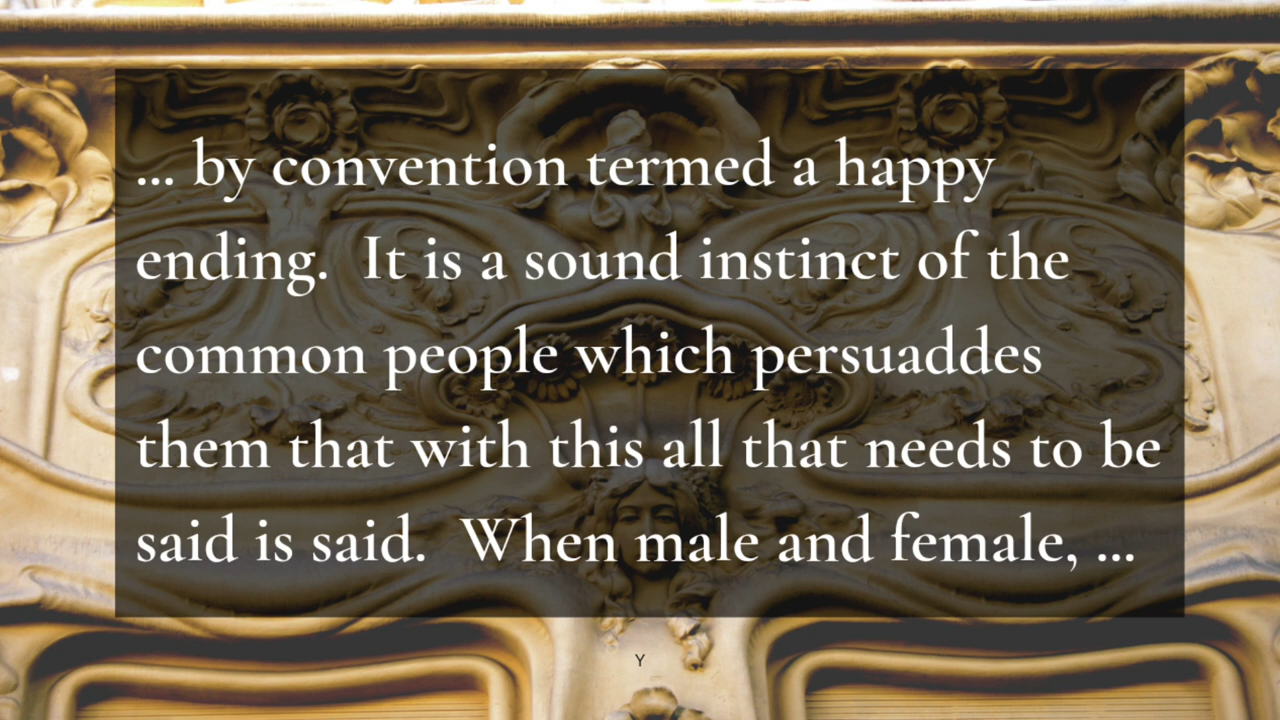 ... by convention termed a happy
ending.  It is a sound instinct of the
common people which persuaddes
them that with this all that needs to be
said is said.  When male and female, ...
Y